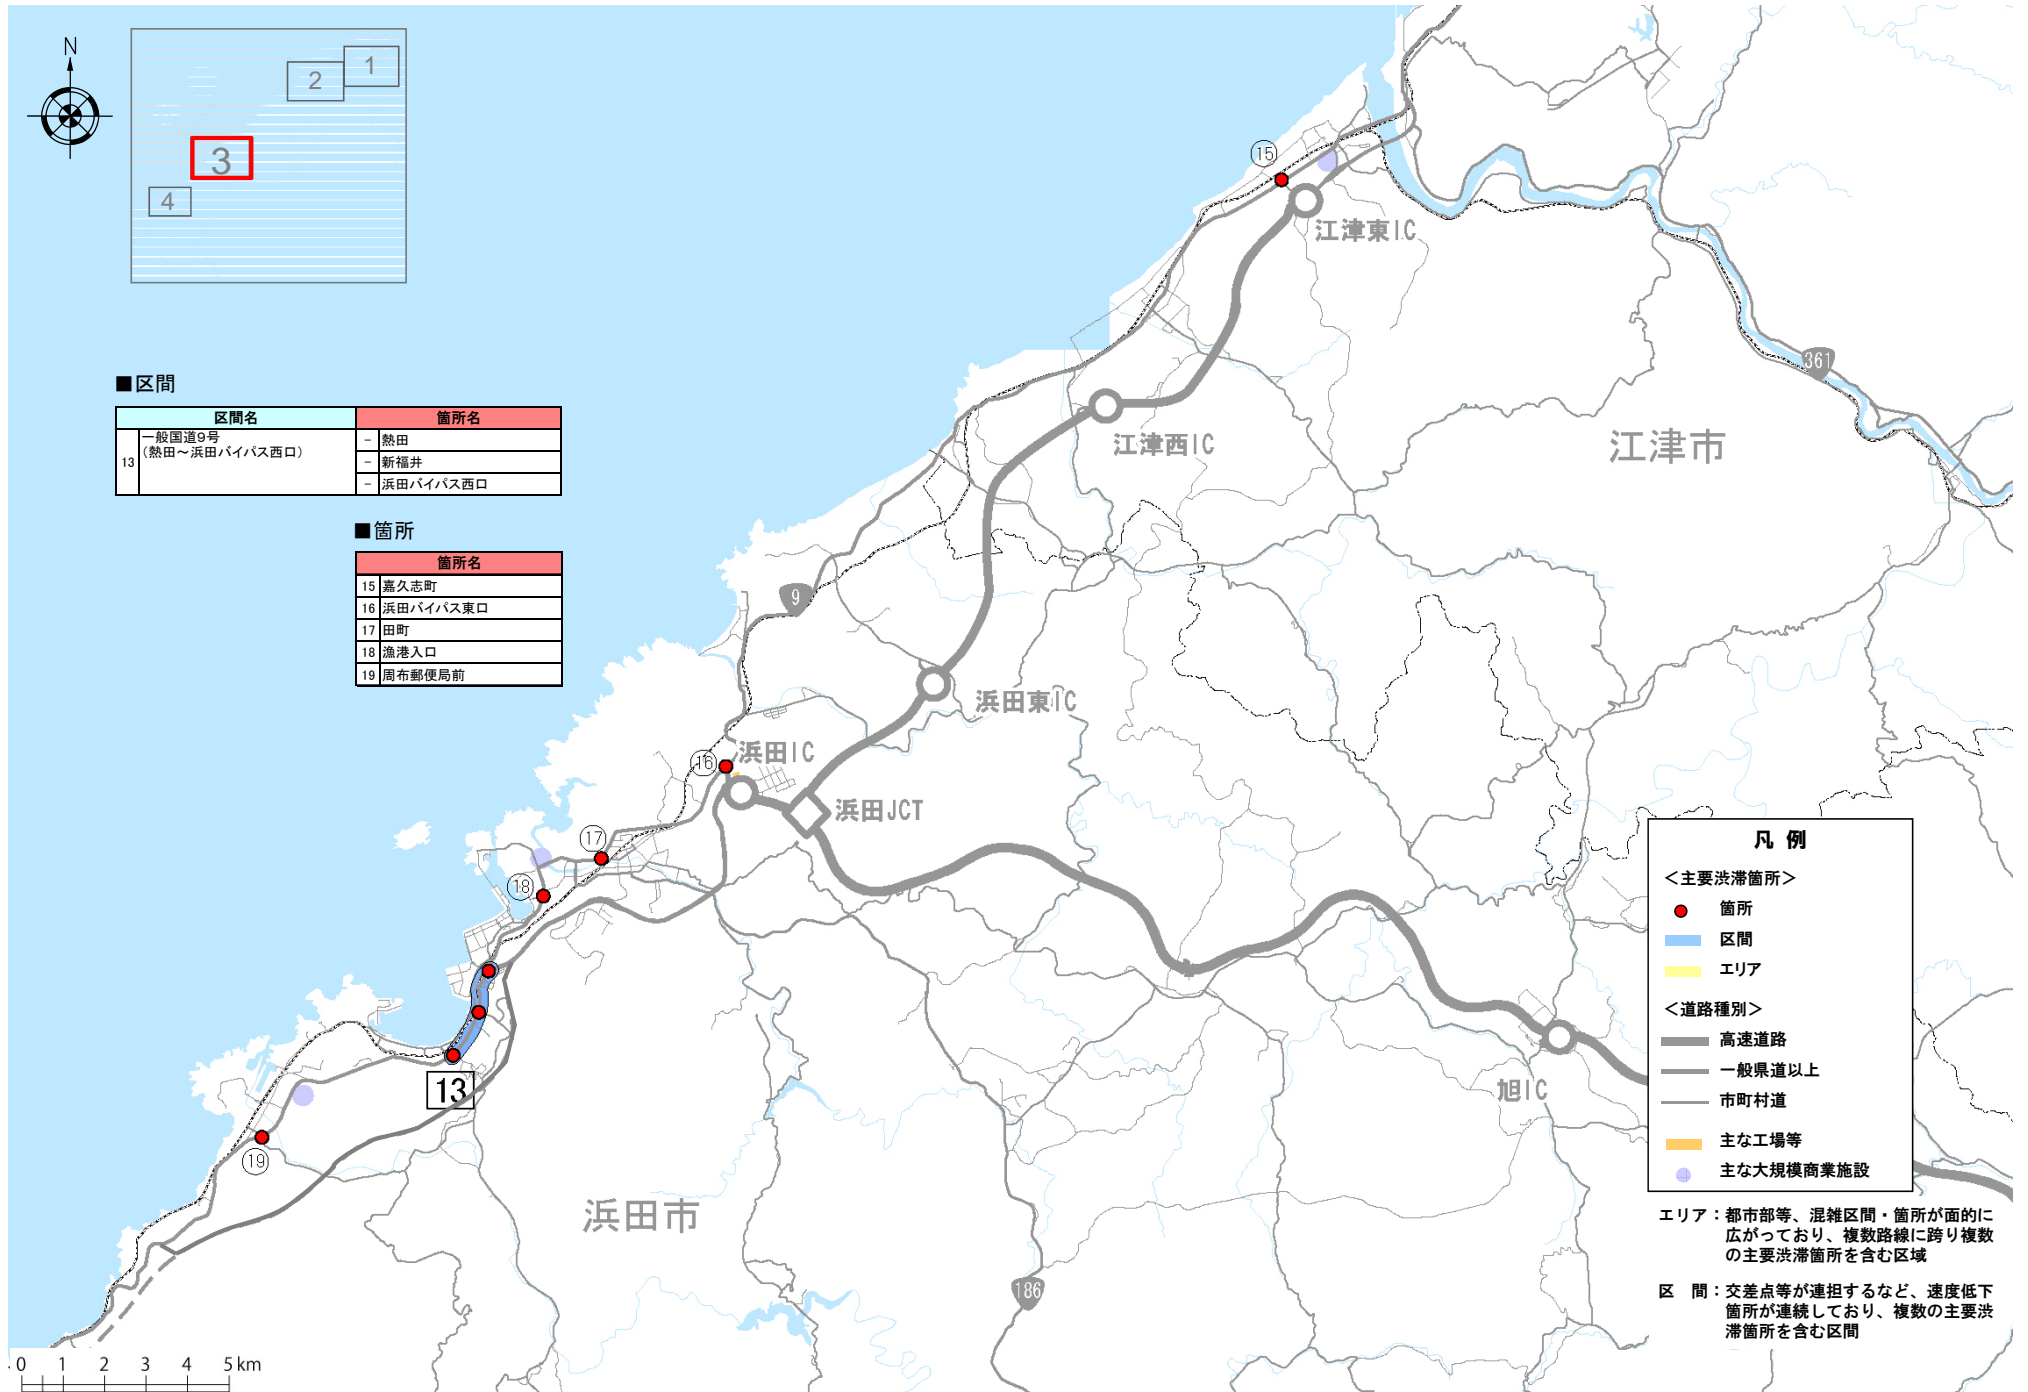 N
1
2
3
4
■区間
区間名 箇所名
13 一般国道9号
(熱田～浜田バイパス西口)
- 熱田
- 新福井
- 浜田バイパス西口
■箇所
箇所名
15 嘉久志町
16 浜田バイパス東口
17 田町
18 漁港入口
19 周布郵便局前
15
江津東IC
361
江津西IC
江津市
9
浜田東IC
16
浜田IC
浜田JCT
17
18
13
19
旭IC
浜田市
186
凡 例
＜主要渋滞箇所＞
箇所
区間
エリア
＜道路種別＞
高速道路
一般県道以上
市町村道
主な工場等
主な大規模商業施設
エリア：都市部等、混雑区間・箇所が面的に
広がっており、複数路線に跨り複数
の主要渋滞箇所を含む区域
区　間：交差点等が連担するなど、速度低下
箇所が連続しており、複数の主要渋
滞箇所を含む区間
0 1 2 3 4 5km